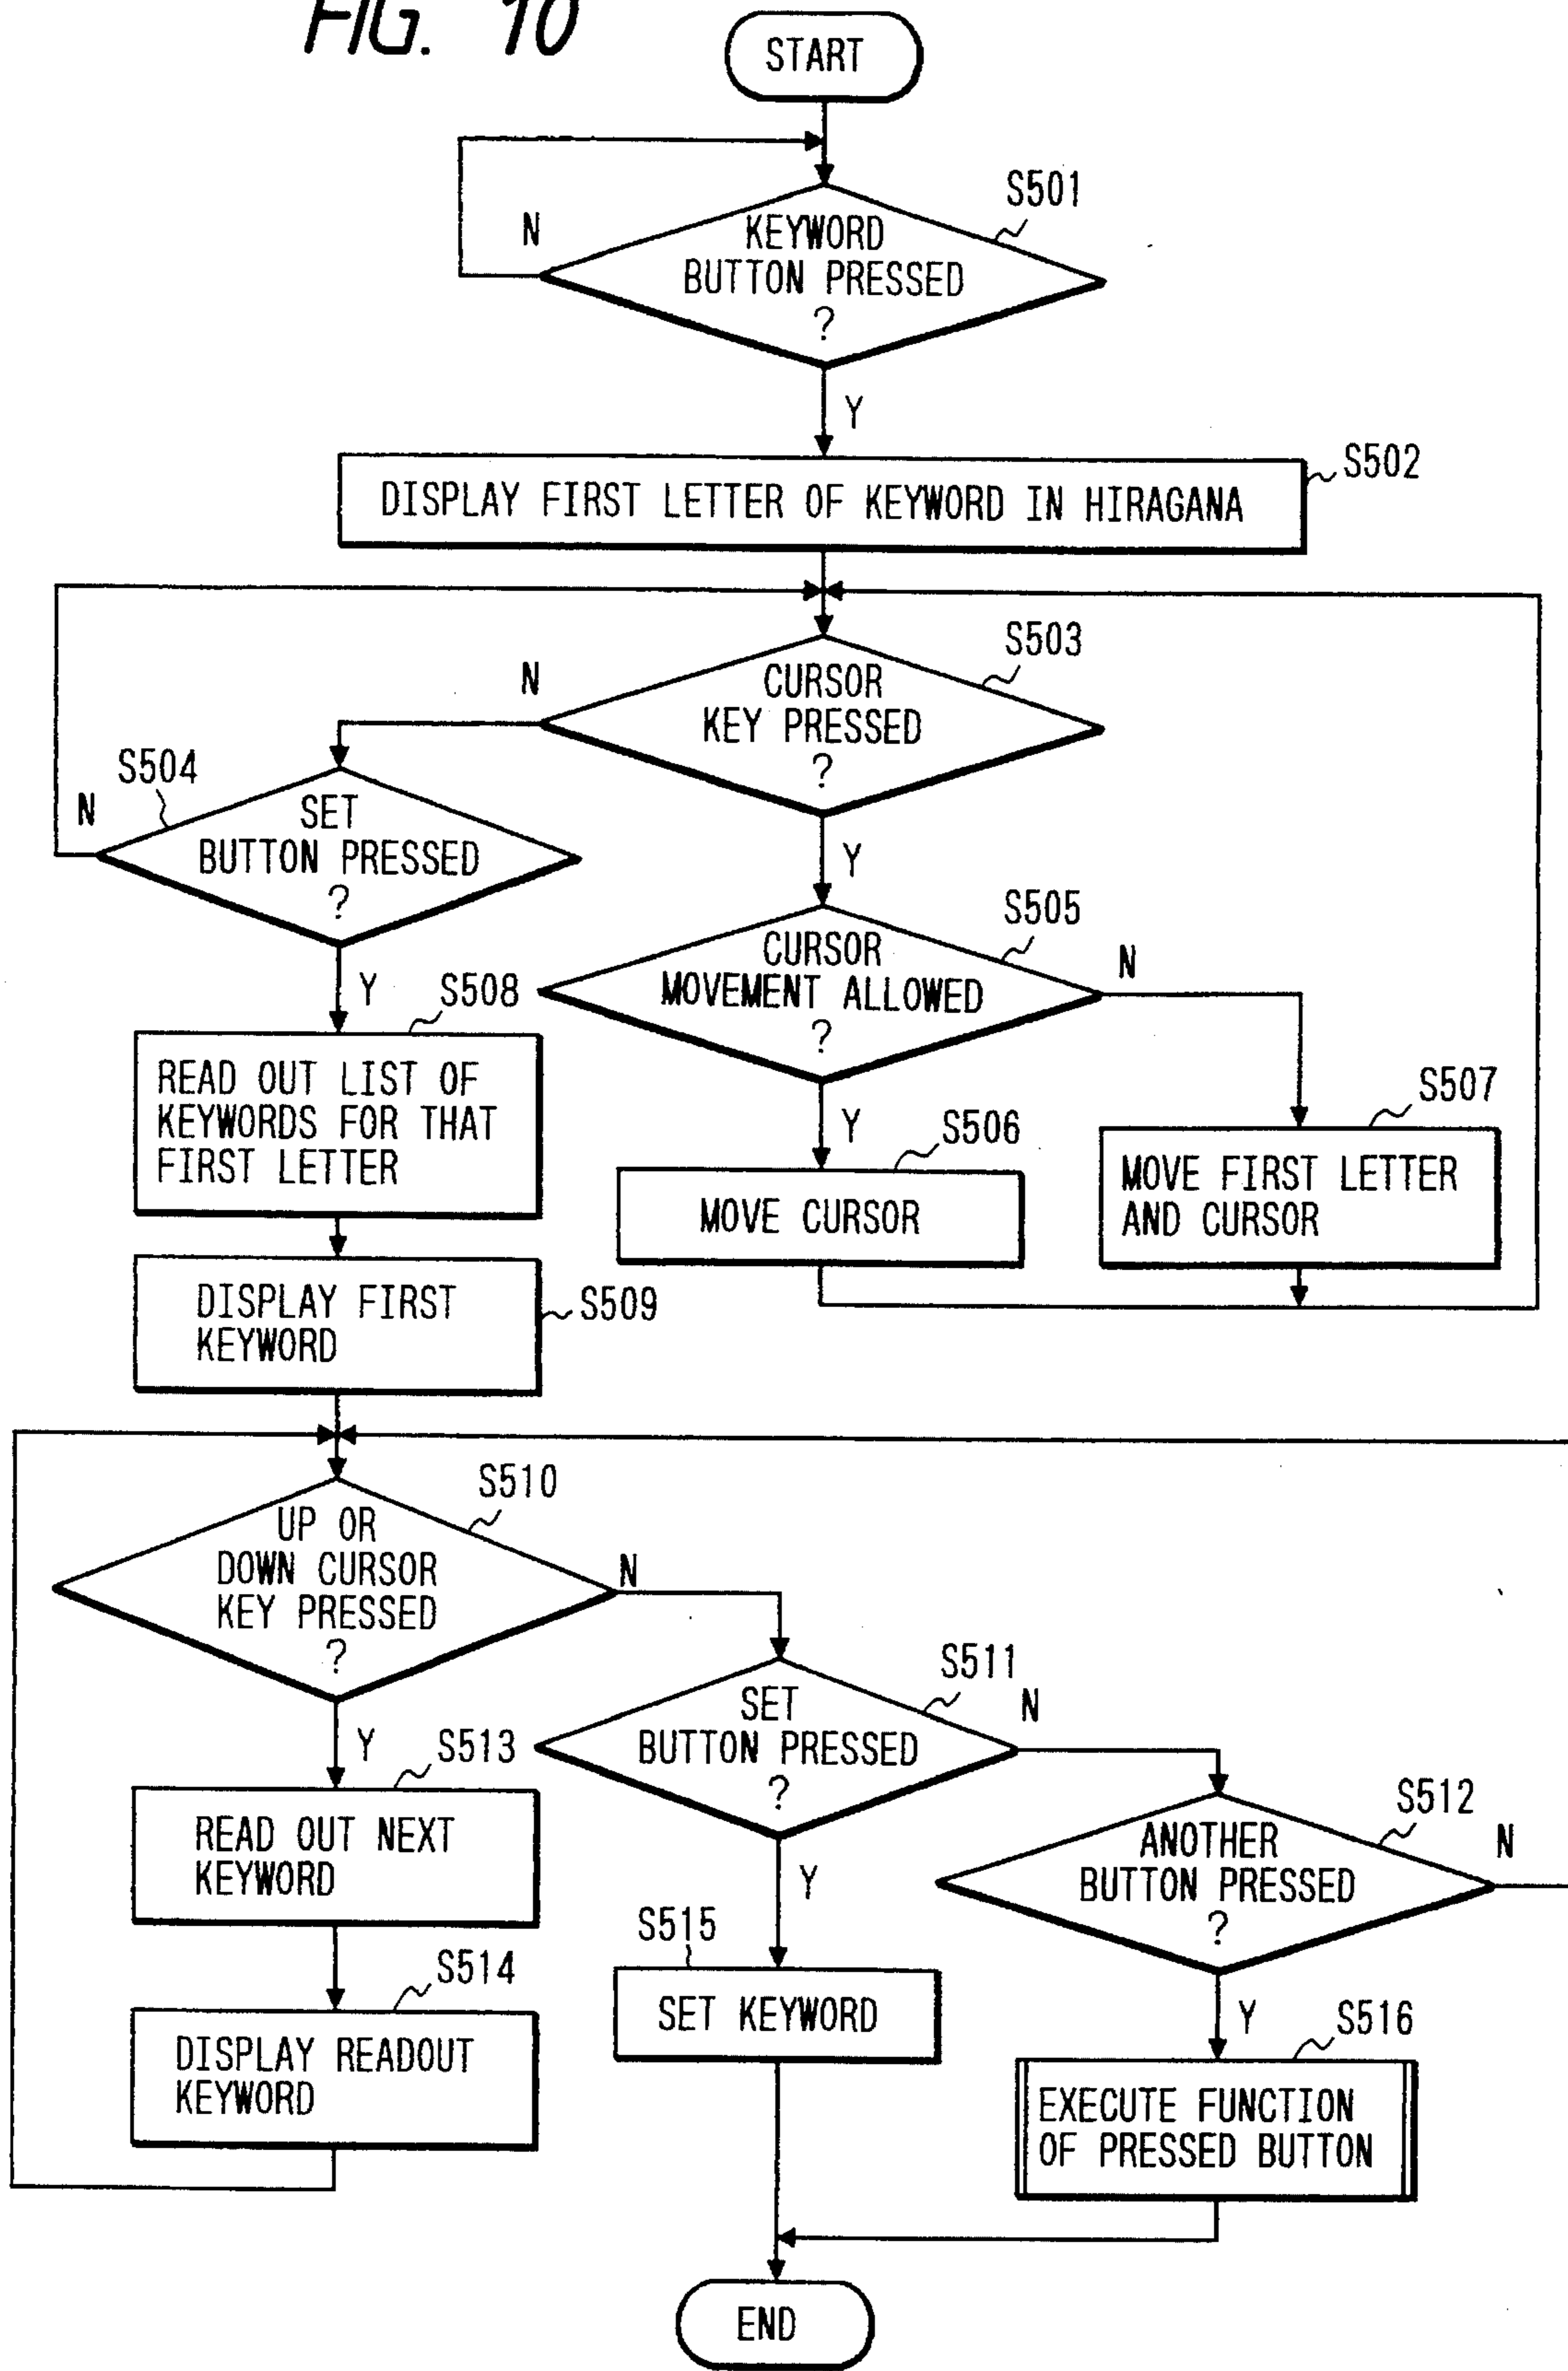 FIG. 10
START
S501
N
KEYWORD
BUTTON PRESSED
?
Y
S502
DISPLAY FIRST LETTER OF KEYWORD IN HIRAGANA
S503
N
CURSOR
KEY PRESSED
?
S504
N
SET
BUTTON PRESSED
?
Y
S505
CURSOR
MOVEMENT ALLOWED
?
N
Y
S508
READ OUT LIST OF
KEYWORDS FOR THAT
FIRST LETTER
Y
S506
MOVE CURSOR
S507
MOVE FIRST LETTER
AND CURSOR
DISPLAY FIRST
KEYWORD
S509
S510
UP OR
DOWN CURSOR
KEY PRESSED
?
N
S511
SET
BUTTON PRESSED
?
N
Y
S513
READ OUT NEXT
KEYWORD
S512
ANOTHER
BUTTON PRESSED
?
N
Y
S515
SET KEYWORD
S514
DISPLAY READOUT
KEYWORD
Y
S516
EXECUTE FUNCTION
OF PRESSED BUTTON
END